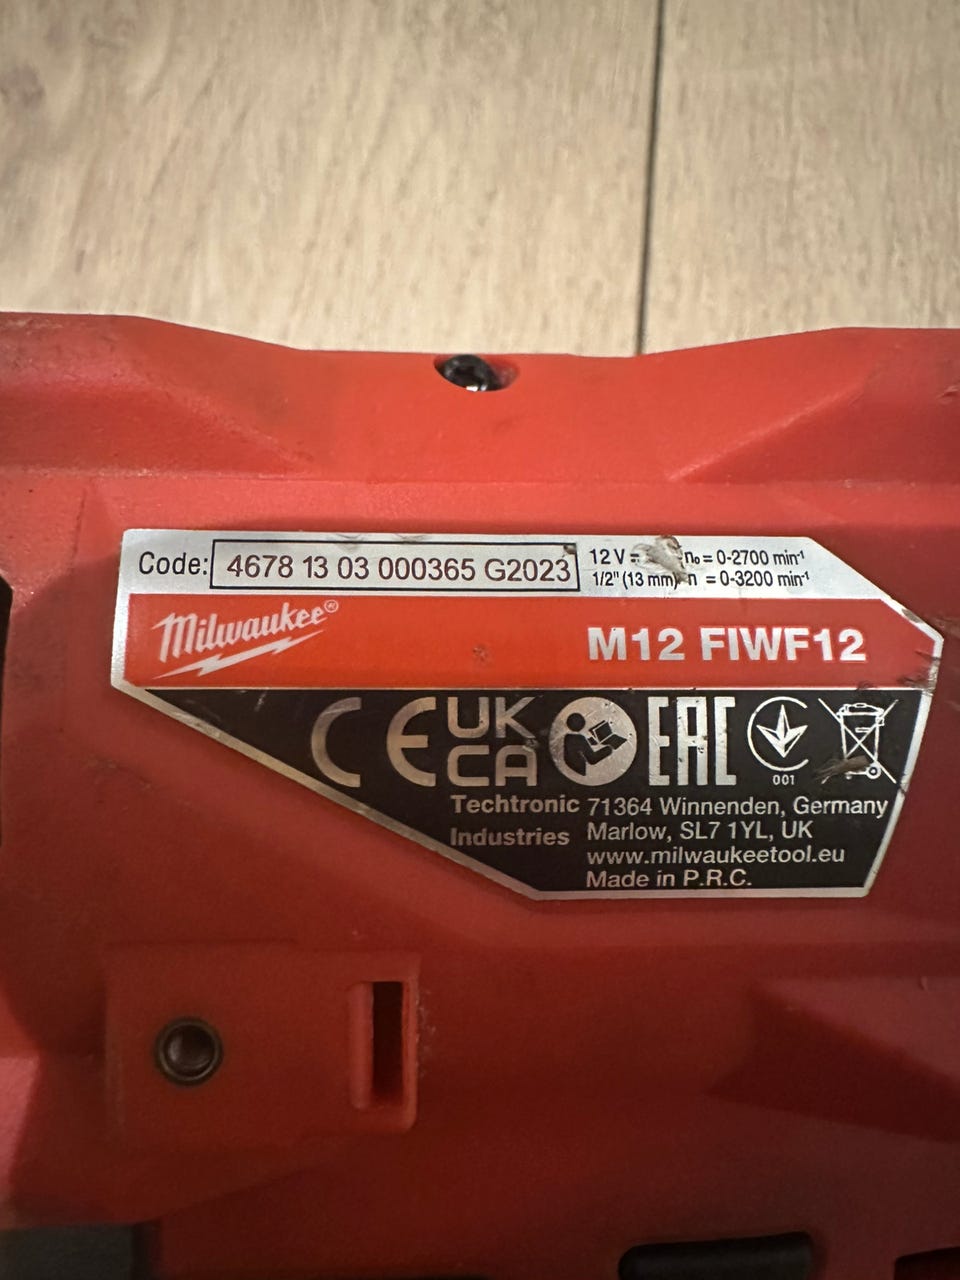 Code: 4678 13 03 000365 G2023
12 V n₀ = 0-2700 min⁻¹
1/2" (13 mm) n = 0-3200 min⁻¹
Milwaukee®
M12 FIWF12
CE UK CA EAC
001
Techtronic Industries
71364 Winnenden, Germany
Marlow, SL7 1YL, UK
www.milwaukeetool.eu
Made in P.R.C.